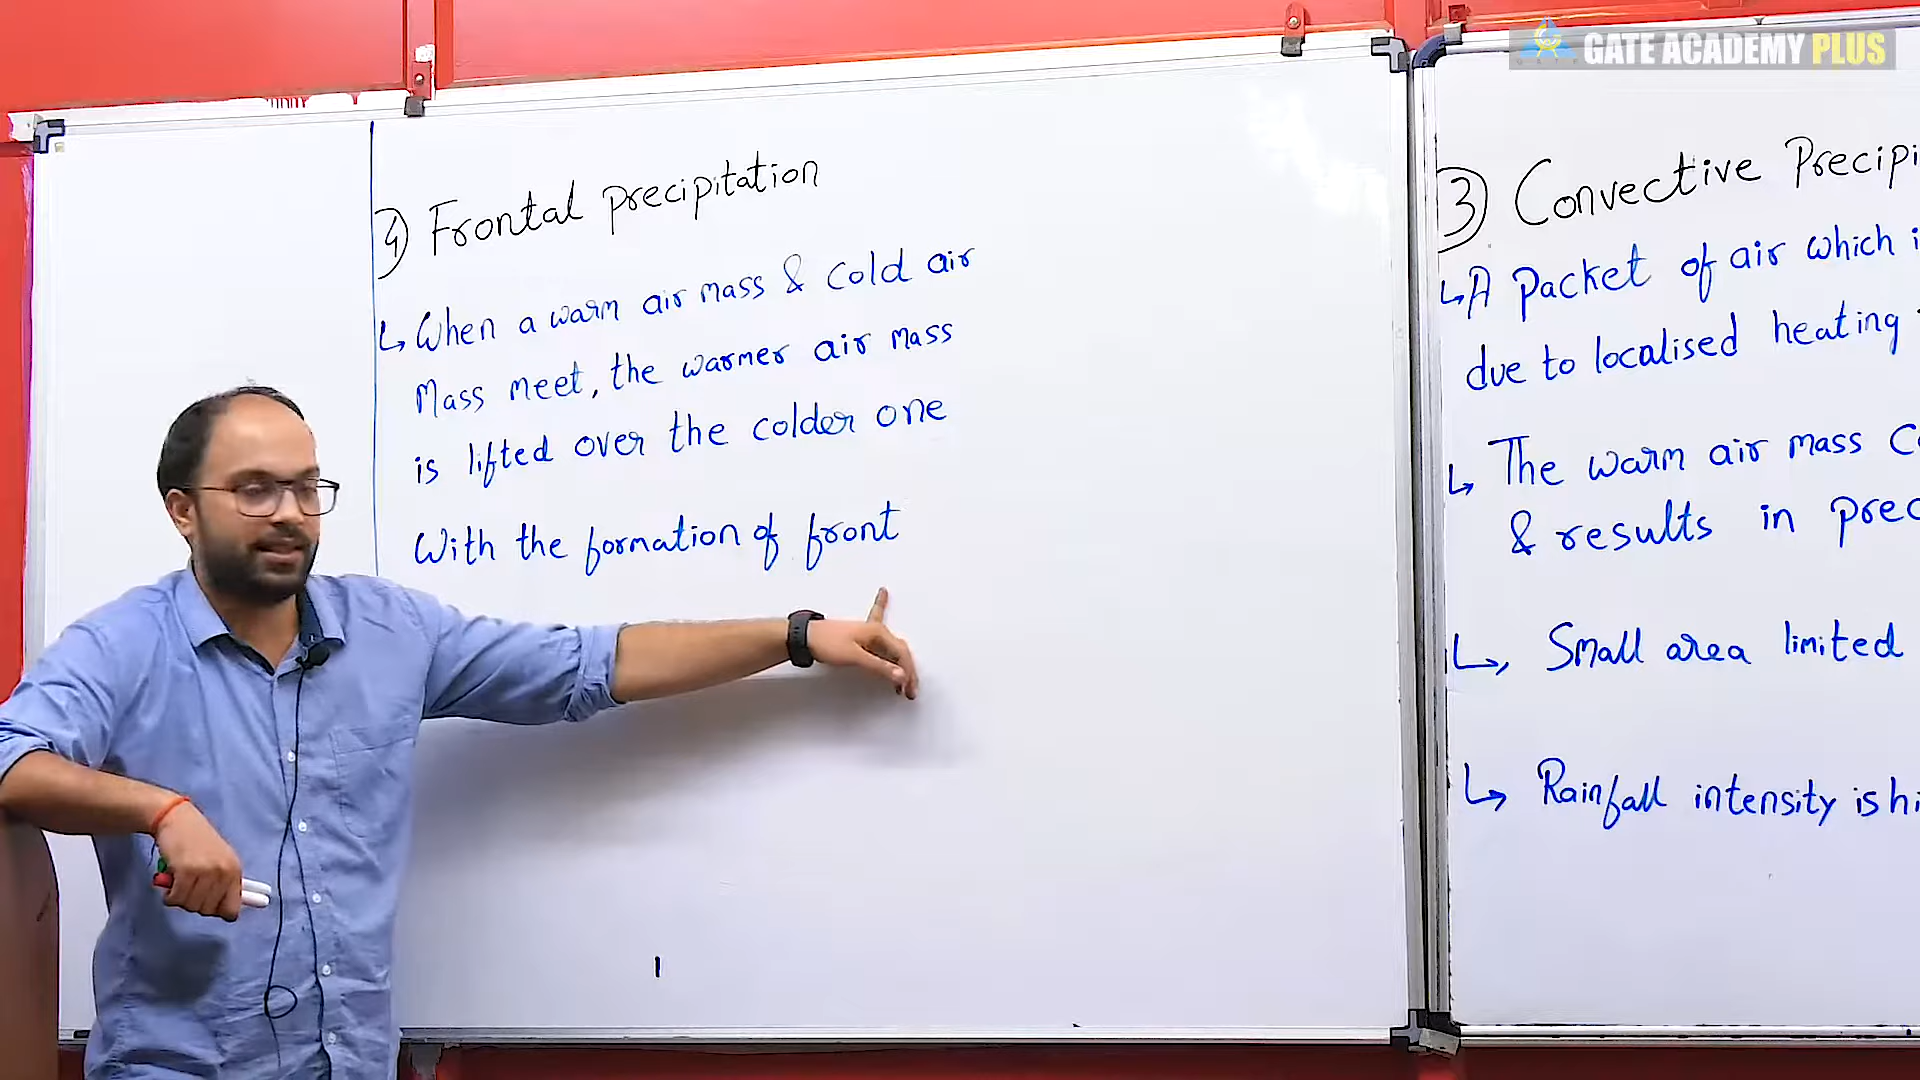 GATE ACADEMY PLUS
4) Frontal precipitation
↳ When a warm air mass & cold air
Mass meet, the warmer air mass
is lifted over the colder one
With the formation of front
3) Convective Precipi
↳ A packet of air which i
due to localised heating
↳ The warm air mass Co
& results in prec
↳ Small area limited
↳ Rainfall intensity is hi